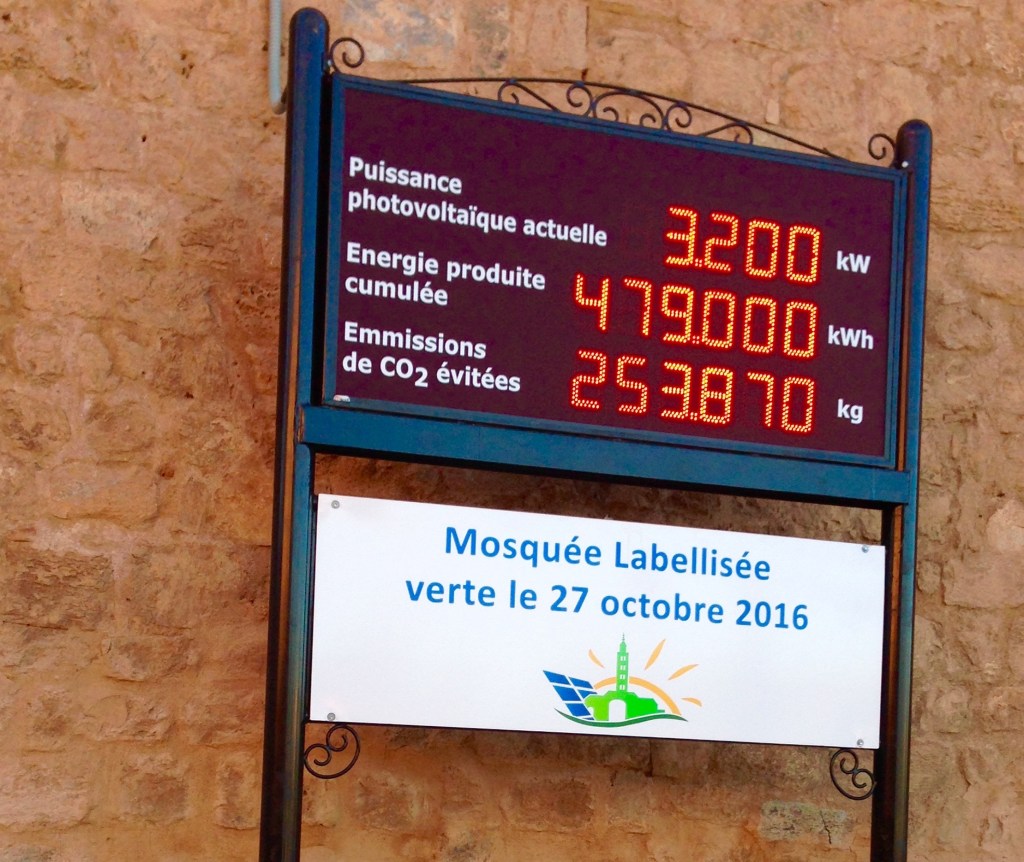 Puissance
photovoltaïque actuelle 3.200 kW
Energie produite
cumulée 479.000 kWh
Emmissions
de CO2 évitées 253.870 kg
Mosquée Labellisée
verte le 27 octobre 2016